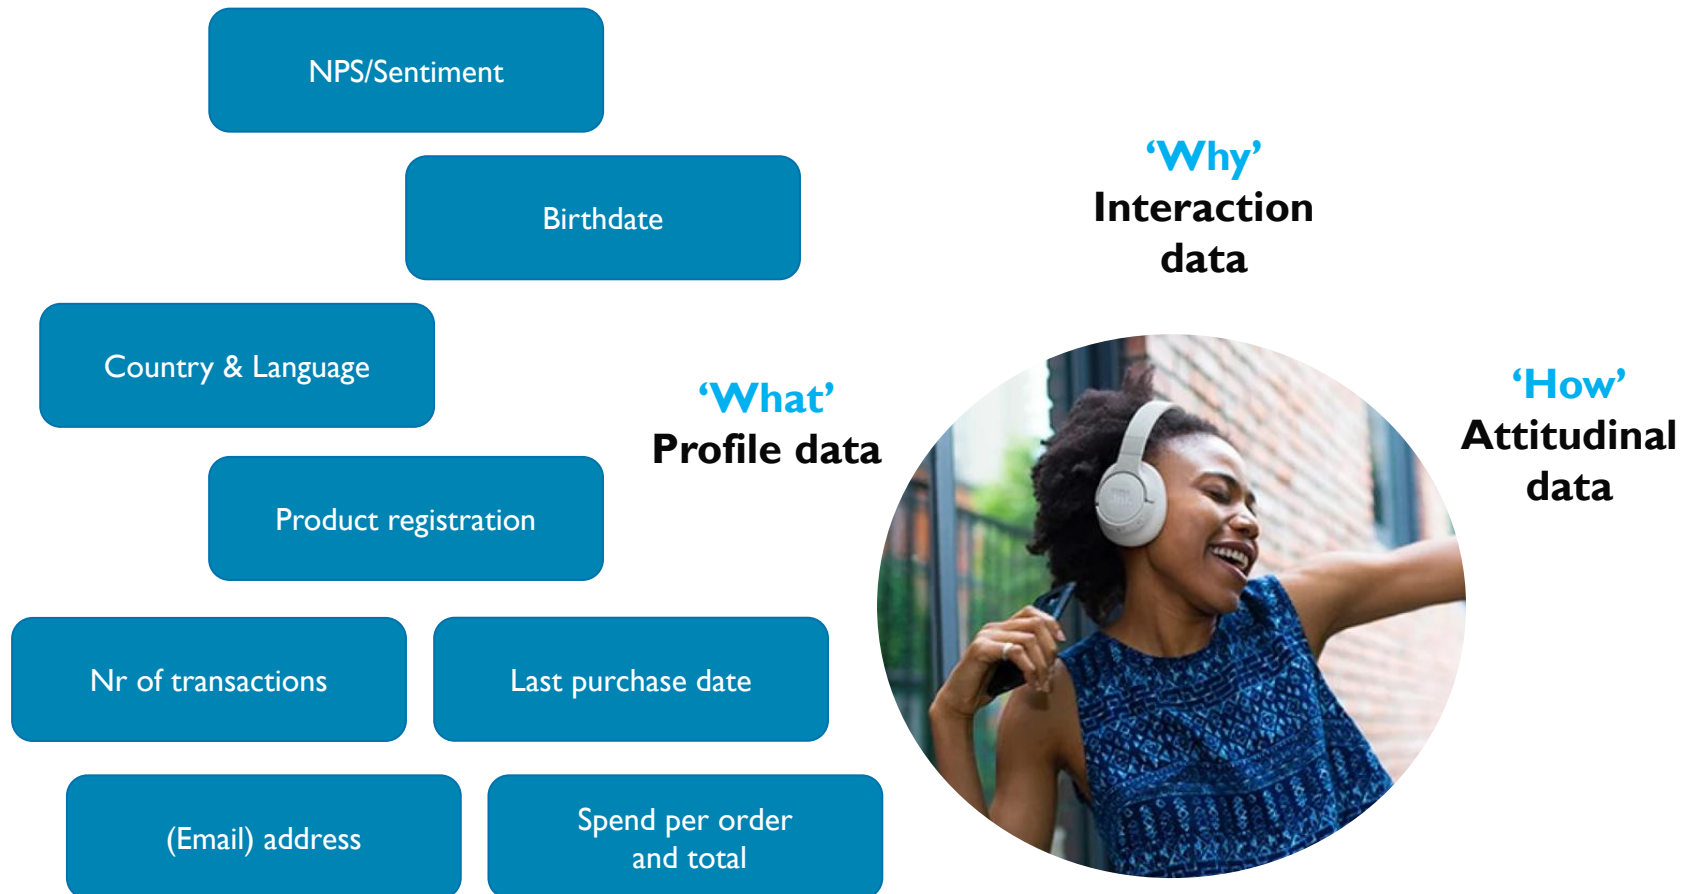 NPS/Sentiment
Birthdate
Country & Language
Product registration
Nr of transactions
Last purchase date
(Email) address
Spend per order
and total
‘What’
Profile data
‘Why’
Interaction
data
‘How’
Attitudinal
data